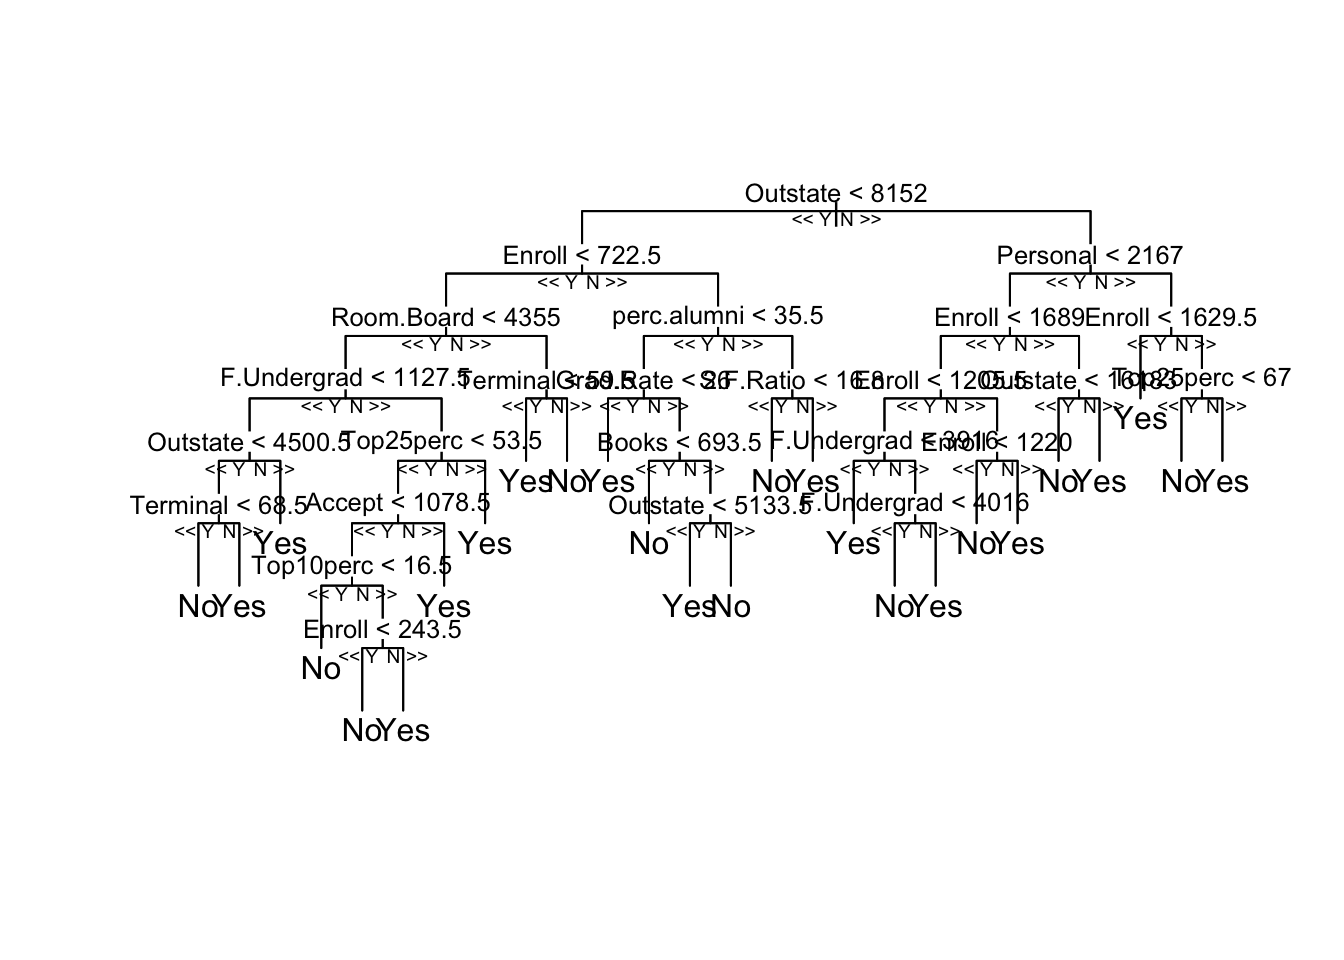 Outstate < 8152
<< Y N >>
Enroll < 722.5
Personal < 2167
<< Y N >>
<< Y N >>
Room.Board < 4355
perc.alumni < 35.5
Enroll < 1689
Enroll < 1629.5
<< Y N >>
<< Y N >>
<< Y N >>
<< Y N >>
F.Undergrad < 1127.5
Terminal < 59.5
Grad.Rate < 26
S.F.Ratio < 16.8
Enroll < 1205.5
Outstate < 16183
Top25perc < 67
<< Y N >>
<< Y N >>
<< Y N >>
<< Y N >>
<< Y N >>
<< Y N >>
Yes
<< Y N >>
Outstate < 4500.5
Top25perc < 53.5
Books < 693.5
F.Undergrad < 3916
Enroll < 1220
<< Y N >>
<< Y N >>
Yes
No
Yes
<< Y N >>
No
Yes
<< Y N >>
<< Y N >>
No
Yes
No
Yes
Terminal < 68.5
Accept < 1078.5
Outstate < 5133.5
F.Undergrad < 4016
<< Y N >>
Yes
<< Y N >>
Yes
No
<< Y N >>
Yes
<< Y N >>
No
Yes
Top10perc < 16.5
<< Y N >>
No
Yes
Yes
Yes
No
No
Yes
Enroll < 243.5
No
<< Y N >>
No
Yes